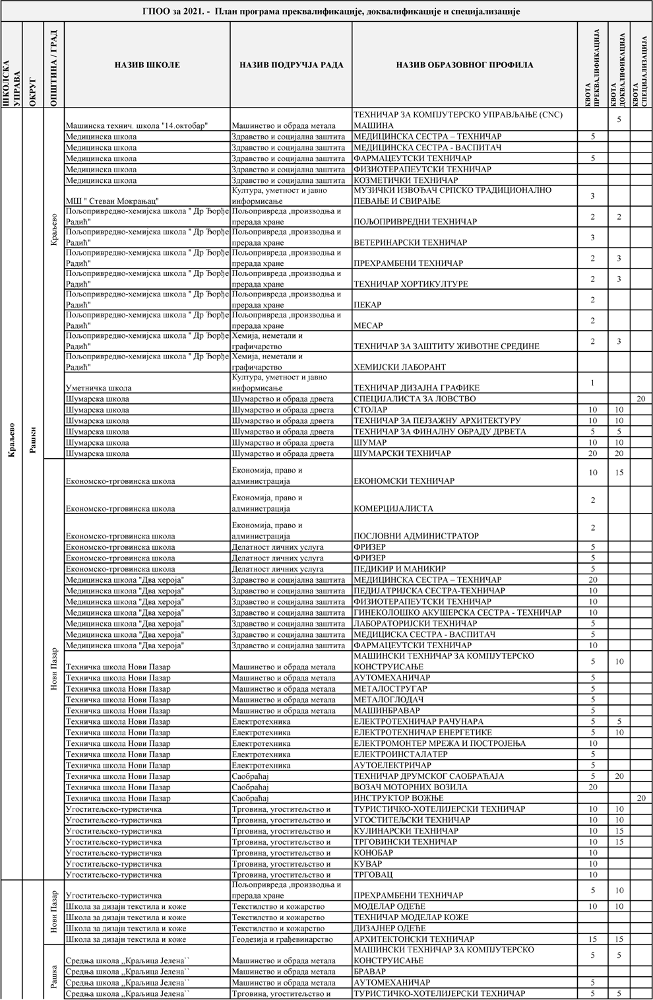 ГПОО за 2021. - План програма преквалификације, доквалификације и специјализације
ШКОЛСКА УПРАВА
ОКРУГ
ОПШТИНА / ГРАД
НАЗИВ ШКОЛЕ
НАЗИВ ПОДРУЧЈА РАДА
НАЗИВ ОБРАЗОВНОГ ПРОФИЛА
КВОТА ПРЕКВАЛИФИКАЦИЈА
КВОТА ДОКВАЛИФИКАЦИЈА
КВОТА СПЕЦИЈАЛИЗАЦИЈА
Краљево
Рашки
Краљево
Машинска технич. школа "14.октобар" Машинство и обрада метала ТЕХНИЧАР ЗА КОМПЈУТЕРСКО УПРАВЉАЊЕ (CNC) МАШИНА 5
Медицинска школа Здравство и социјална заштита МЕДИЦИНСКА СЕСТРА – ТЕХНИЧАР 5
Медицинска школа Здравство и социјална заштита МЕДИЦИНСКА СЕСТРА - ВАСПИТАЧ
Медицинска школа Здравство и социјална заштита ФАРМАЦЕУТСКИ ТЕХНИЧАР 5
Медицинска школа Здравство и социјална заштита ФИЗИОТЕРАПЕУТСКИ ТЕХНИЧАР
Медицинска школа Здравство и социјална заштита КОЗМЕТИЧКИ ТЕХНИЧАР
МШ " Стеван Мокрањац" Култура, уметност и јавно информисање МУЗИЧКИ ИЗВОЂАЧ СРПСКО ТРАДИЦИОНАЛНО ПЕВАЊЕ И СВИРАЊЕ 3
Пољопривредно-хемијска школа " Др Ђорђе Радић" Пољопривреда ,производња и прерада хране ПОЉОПРИВРЕДНИ ТЕХНИЧАР 2 2
Пољопривредно-хемијска школа " Др Ђорђе Радић" Пољопривреда ,производња и прерада хране ВЕТЕРИНАРСКИ ТЕХНИЧАР 3
Пољопривредно-хемијска школа " Др Ђорђе Радић" Пољопривреда ,производња и прерада хране ПРЕХРАМБЕНИ ТЕХНИЧАР 2 3
Пољопривредно-хемијска школа " Др Ђорђе Радић" Пољопривреда ,производња и прерада хране ТЕХНИЧАР ХОРТИКУЛТУРЕ 2 3
Пољопривредно-хемијска школа " Др Ђорђе Радић" Пољопривреда ,производња и прерада хране ПЕКАР 2
Пољопривредно-хемијска школа " Др Ђорђе Радић" Пољопривреда ,производња и прерада хране МЕСАР 2
Пољопривредно-хемијска школа " Др Ђорђе Радић" Хемија, неметали и графичарство ТЕХНИЧАР ЗА ЗАШТИТУ ЖИВОТНЕ СРЕДИНЕ 2 3
Пољопривредно-хемијска школа " Др Ђорђе Радић" Хемија, неметали и графичарство ХЕМИЈСКИ ЛАБОРАНТ
Уметничка школа Култура, уметност и јавно информисање ТЕХНИЧАР ДИЗАЈНА ГРАФИКЕ 1
Шумарска школа Шумарство и обрада дрвета СПЕЦИЈАЛИСТА ЗА ЛОВСТВО 20
Шумарска школа Шумарство и обрада дрвета СТОЛАР 10 10
Шумарска школа Шумарство и обрада дрвета ТЕХНИЧАР ЗА ПЕЈЗАЖНУ АРХИТЕКТУРУ 10 10
Шумарска школа Шумарство и обрада дрвета ТЕХНИЧАР ЗА ФИНАЛНУ ОБРАДУ ДРВЕТА 5 5
Шумарска школа Шумарство и обрада дрвета ШУМАР 10 10
Шумарска школа Шумарство и обрада дрвета ШУМАРСКИ ТЕХНИЧАР 20 20
Нови Пазар
Економско-трговинска школа Економија, право и администрација ЕКОНОМСКИ ТЕХНИЧАР 10 15
Економско-трговинска школа Економија, право и администрација КОМЕРЦИЈАЛИСТА 2
Економско-трговинска школа Економија, право и администрација ПОСЛОВНИ АДМИНИСТРАТОР 2
Економско-трговинска школа Делатност личних услуга ФРИЗЕР 5
Економско-трговинска школа Делатност личних услуга ФРИЗЕР 5
Економско-трговинска школа Делатност личних услуга ПЕДИКИР И МАНИКИР 5
Медицинска школа "Два хероја" Здравство и социјална заштита МЕДИЦИНСКА СЕСТРА – ТЕХНИЧАР 20
Медицинска школа "Два хероја" Здравство и социјална заштита ПЕДИЈАТРИЈСКА СЕСТРА-ТЕХНИЧАР 10
Медицинска школа "Два хероја" Здравство и социјална заштита ФИЗИОТЕРАПЕУТСКИ ТЕХНИЧАР 10
Медицинска школа "Два хероја" Здравство и социјална заштита ГИНЕКОЛОШКО АКУШЕРСКА СЕСТРА - ТЕХНИЧАР 10
Медицинска школа "Два хероја" Здравство и социјална заштита ЛАБОРАТОРИЈСКИ ТЕХНИЧАР 5
Медицинска школа "Два хероја" Здравство и социјална заштита МЕДИЦИСКА СЕСТРА - ВАСПИТАЧ 5
Медицинска школа "Два хероја" Здравство и социјална заштита ФАРМАЦЕУТСКИ ТЕХНИЧАР 10
Техничка школа Нови Пазар Машинство и обрада метала МАШИНСКИ ТЕХНИЧАР ЗА КОМПЈУТЕРСКО КОНСТРУИСАЊЕ 5 10
Техничка школа Нови Пазар Машинство и обрада метала АУТОМЕХАНИЧАР 5
Техничка школа Нови Пазар Машинство и обрада метала МЕТАЛОСТРУГАР 5
Техничка школа Нови Пазар Машинство и обрада метала МЕТАЛОГЛОДАЧ 5
Техничка школа Нови Пазар Машинство и обрада метала МАШИНБРАВАР 5
Техничка школа Нови Пазар Електротехника ЕЛЕКТРОТЕХНИЧАР РАЧУНАРА 5 5
Техничка школа Нови Пазар Електротехника ЕЛЕКТРОТЕХНИЧАР ЕНЕРГЕТИКЕ 5 10
Техничка школа Нови Пазар Електротехника ЕЛЕКТРОМОНТЕР МРЕЖА И ПОСТРОЈЕЊА 10
Техничка школа Нови Пазар Електротехника ЕЛЕКТРОИНСТАЛАТЕР 5
Техничка школа Нови Пазар Електротехника АУТОЕЛЕКТРИЧАР 5
Техничка школа Нови Пазар Саобраћај ТЕХНИЧАР ДРУМСКОГ САОБРАЋАЈА 5 20
Техничка школа Нови Пазар Саобраћај ВОЗАЧ МОТОРНИХ ВОЗИЛА 20
Техничка школа Нови Пазар Саобраћај ИНСТРУКТОР ВОЖЊЕ 20
Угоститељско-туристичка Трговина, угоститељство и ТУРИСТИЧКО-ХОТЕЛИЈЕРСКИ ТЕХНИЧАР 10 10
Угоститељско-туристичка Трговина, угоститељство и УГОСТИТЕЉСКИ ТЕХНИЧАР 10 10
Угоститељско-туристичка Трговина, угоститељство и КУЛИНАРСКИ ТЕХНИЧАР 10 15
Угоститељско-туристичка Трговина, угоститељство и ТРГОВИНСКИ ТЕХНИЧАР 10 15
Угоститељско-туристичка Трговина, угоститељство и КОНОБАР 10
Угоститељско-туристичка Трговина, угоститељство и КУВАР 10
Угоститељско-туристичка Трговина, угоститељство и ТРГОВАЦ 10
Нови Пазар
Угоститељско-туристичка Пољопривреда ,производња и прерада хране ПРЕХРАМБЕНИ ТЕХНИЧАР 5 10
Школа за дизајн текстила и коже Текстилство и кожарство МОДЕЛАР ОДЕЋЕ 10 10
Школа за дизајн текстила и коже Текстилство и кожарство ТЕХНИЧАР МОДЕЛАР КОЖЕ
Школа за дизајн текстила и коже Текстилство и кожарство ДИЗАЈНЕР ОДЕЋЕ
Школа за дизајн текстила и коже Геодезија и грађевинарство АРХИТЕКТОНСКИ ТЕХНИЧАР 15 15
Рашка
Средња школа ,,Краљица Јелена`` Машинство и обрада метала МАШИНСКИ ТЕХНИЧАР ЗА КОМПЈУТЕРСКО КОНСТРУИСАЊЕ 5 5
Средња школа ,,Краљица Јелена`` Машинство и обрада метала БРАВАР
Средња школа ,,Краљица Јелена`` Машинство и обрада метала АУТОМЕХАНИЧАР 5
Средња школа ,,Краљица Јелена`` Трговина, угоститељство и ТУРИСТИЧКО-ХОТЕЛИЈЕРСКИ ТЕХНИЧАР 5 5